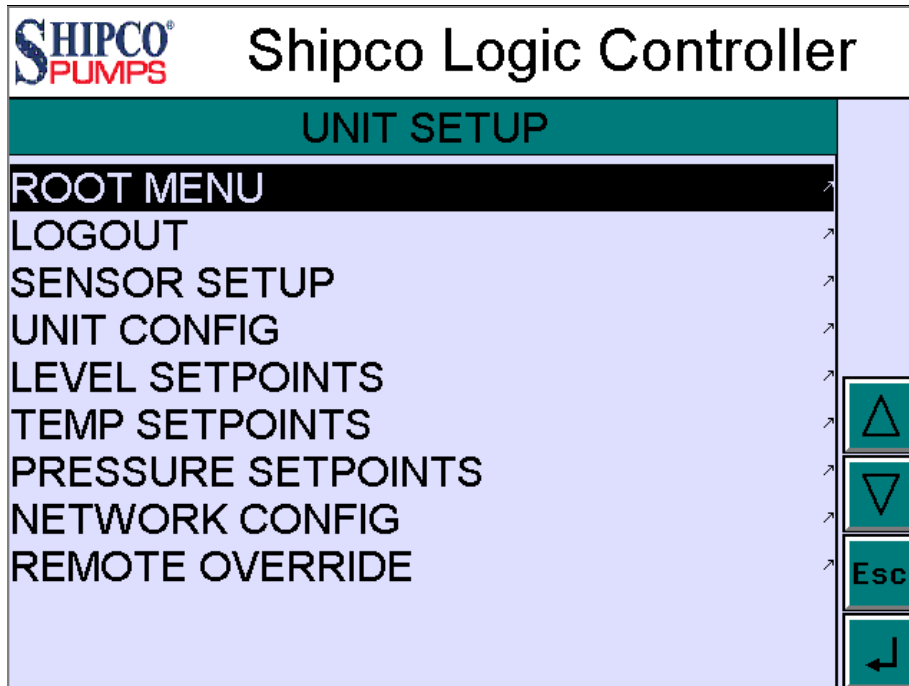 SHIPCO®
PUMPS
Shipco Logic Controller
UNIT SETUP
ROOT MENU
LOGOUT
SENSOR SETUP
UNIT CONFIG
LEVEL SETPOINTS
TEMP SETPOINTS
PRESSURE SETPOINTS
NETWORK CONFIG
REMOTE OVERRIDE
Esc